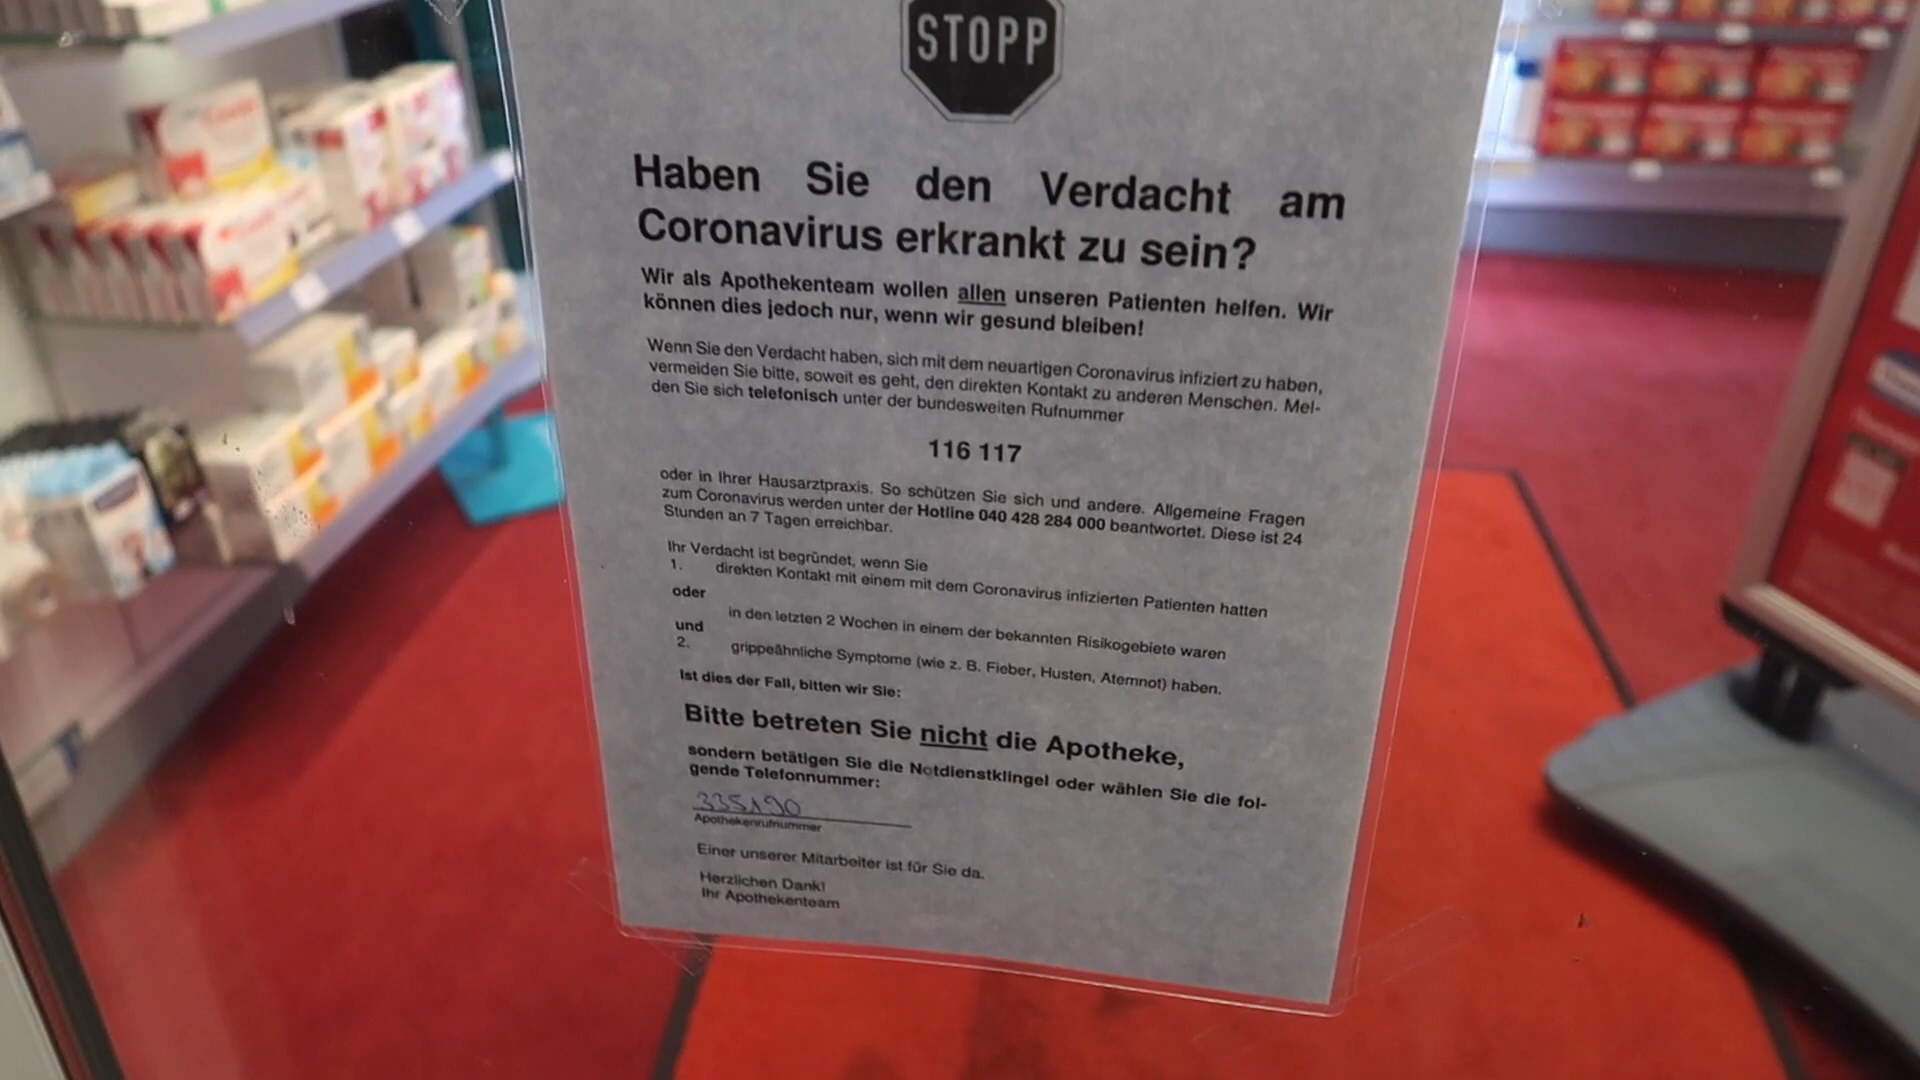 STOPP
Haben Sie den Verdacht am
Coronavirus erkrankt zu sein?
Wir als Apothekenteam wollen allen unseren Patienten helfen. Wir
können dies jedoch nur, wenn wir gesund bleiben!
Wenn Sie den Verdacht haben, sich mit dem neuartigen Coronavirus infiziert zu haben,
vermeiden Sie bitte, soweit es geht, den direkten Kontakt zu anderen Menschen. Mel-
den Sie sich telefonisch unter der bundesweiten Rufnummer
116 117
oder in Ihrer Hausarztpraxis. So schützen Sie sich und andere. Allgemeine Fragen
zum Coronavirus werden unter der Hotline 040 428 284 000 beantwortet. Diese ist 24
Stunden an 7 Tagen erreichbar.
Ihr Verdacht ist begründet, wenn Sie
1. direkten Kontakt mit einem mit dem Coronavirus infizierten Patienten hatten
oder
in den letzten 2 Wochen in einem der bekannten Risikogebiete waren
und
2. grippeähnliche Symptome (wie z. B. Fieber, Husten, Atemnot) haben.
Ist dies der Fall, bitten wir Sie:
Bitte betreten Sie nicht die Apotheke,
sondern betätigen Sie die Notdienstklingel oder wählen Sie die fol-
gende Telefonnummer:
335190
Apothekenrufnummer
Einer unserer Mitarbeiter ist für Sie da.
Herzlichen Dank!
Ihr Apothekenteam